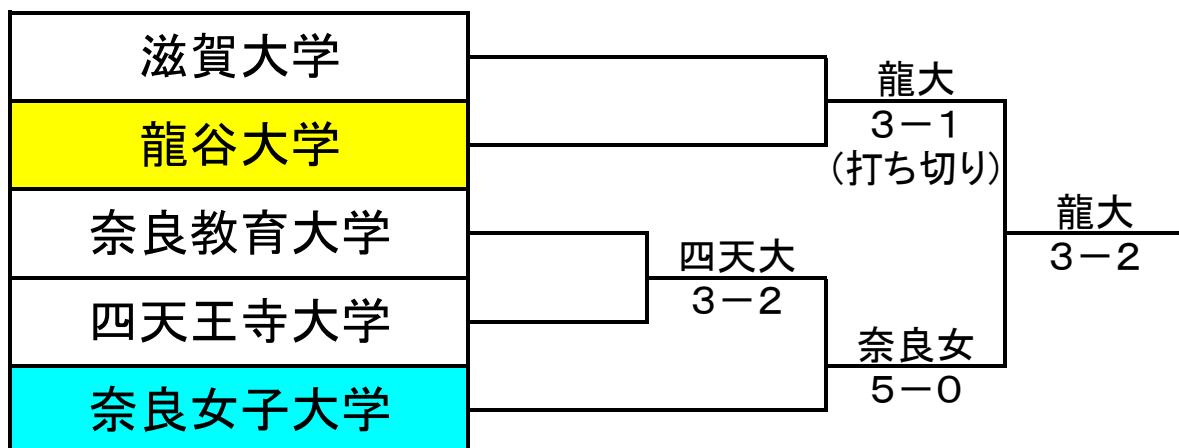 滋賀大学
龍谷大学
奈良教育大学
四天王寺大学
奈良女子大学
四天大
3－2
龍大
3－1
(打ち切り)
奈良女
5－0
龍大
3－2